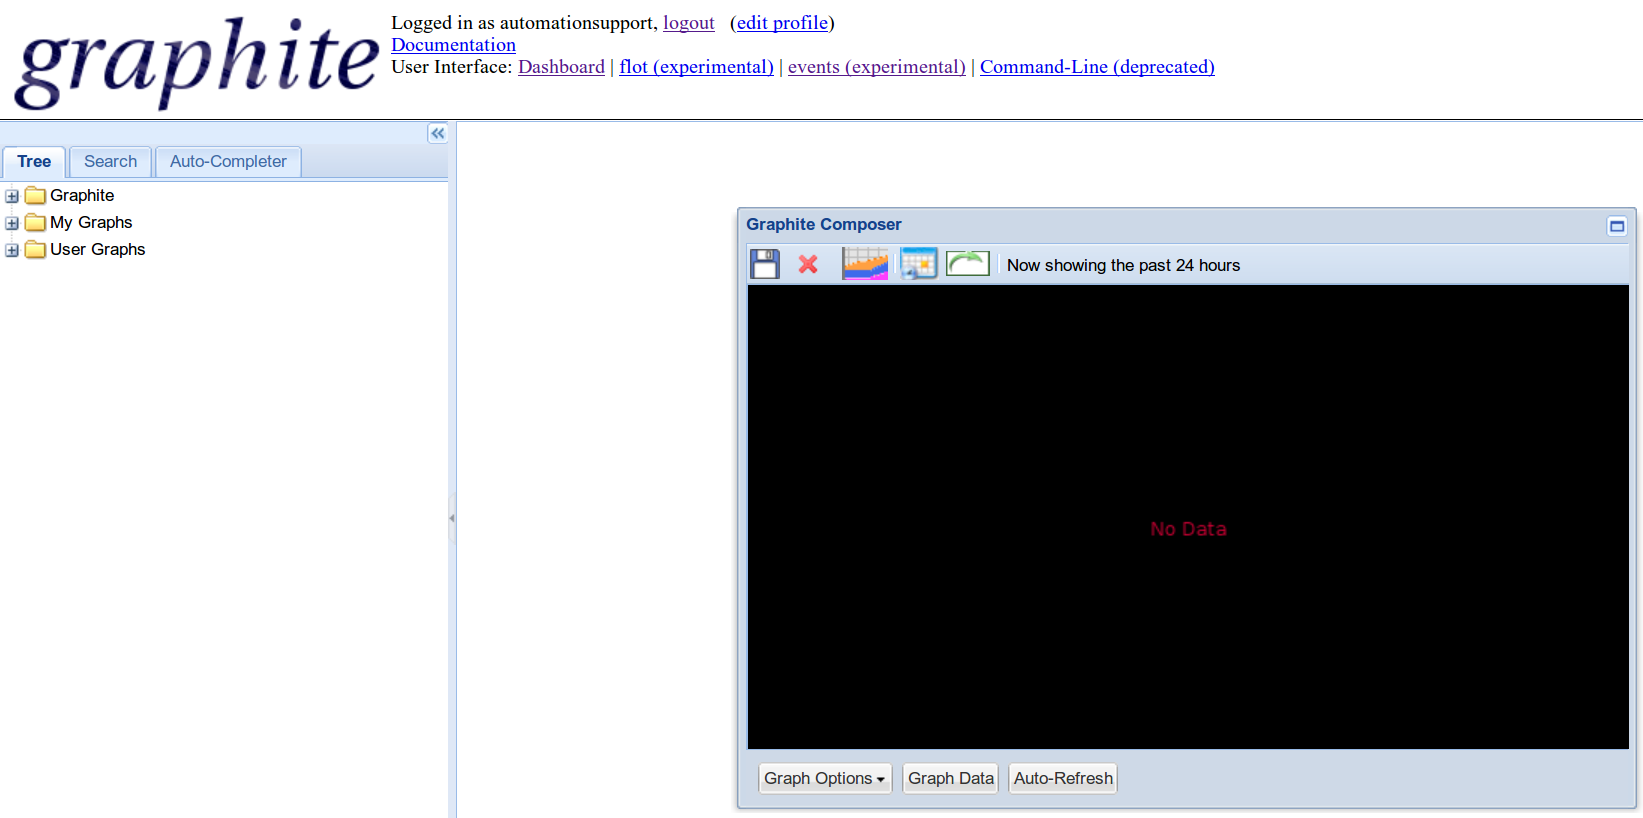 graphite
Logged in as automationsupport, logout (edit profile)
Documentation
User Interface: Dashboard | flot (experimental) | events (experimental) | Command-Line (deprecated)
Tree Search Auto-Completer
Graphite
My Graphs
User Graphs
Graphite Composer
Now showing the past 24 hours
No Data
Graph Options Graph Data Auto-Refresh